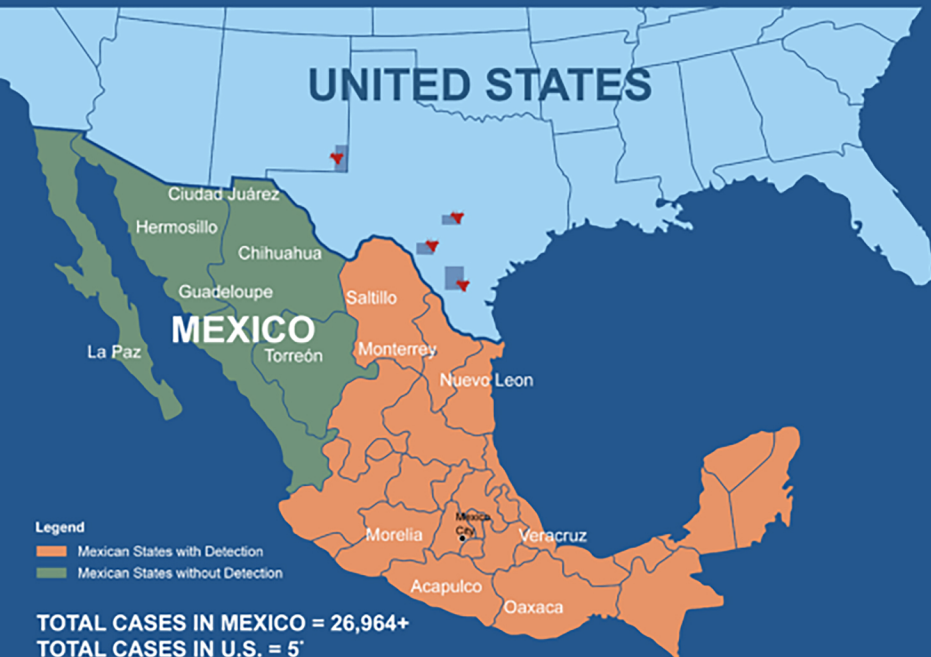 UNITED STATES
Ciudad Juárez
Hermosillo
Chihuahua
Guadeloupe
Saltillo
MEXICO
La Paz
Torreón
Monterrey
Nuevo Leon
Mexico
City
Morelia
Veracruz
Acapulco
Oaxaca
Legend
Mexican States with Detection
Mexican States without Detection
TOTAL CASES IN MEXICO = 26,964+
TOTAL CASES IN U.S. = 5*